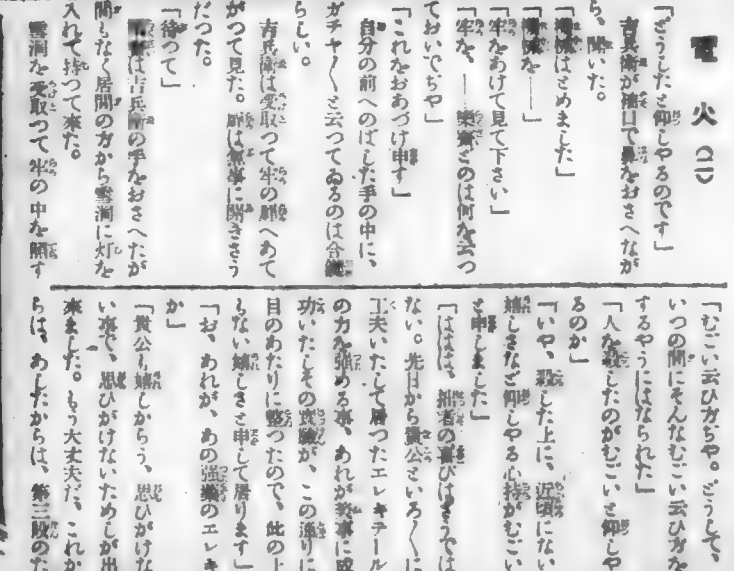 電火(二)
「どうしたと仰しやるのです」
吉兵衛が袖口で鼻をおさへなが
ら、聞いた。
「はさめました」
「を――」
「牢をあけて見て下さい」
「牢を、――樂齋どのは何を云つ
ておいでぢや」
「これをおあづけ申す」
自分の前へのばした手の中に、
ガチヤ〳〵と云つてゐるのは合鍵
らしい。
吉兵衛は受取つて牢の扉へあて
がつて見た。扉は無事に開きさう
だつた。
「待つて」
は吉兵衛の手をおさへたが
間もなく居間の方から雪洞に灯を
入れて持つて來た。
雪洞を受取つて牢の中を照す
「むごい云ひ方ぢや。どうして、
いつの間にそんなむごい云ひ方を
するやうにはなられた」
「人を殺したのがむごいと仰しや
るのか」
「いや、殺した上に、近頃にない
嬉しさなど仰しやる心持がむごい
と申しました」
「ははは、拙者の喜びはさうでは
ない。先日から貴公といろ〳〵に
工夫いたして居つたエレキテール
の力を强める事、あれが無事に成
功いたしその實驗が、この通りに
目のあたりに整つたので、此の上
もない嬉しさと申して居ります」
「お、あれが、あの强のエレキ
か」
「貴公も嬉しからう、思ひがけな
い事で、思ひがけないためしが出
來ました。もう大丈夫だ、これか
らは、あしたからは、第三のた